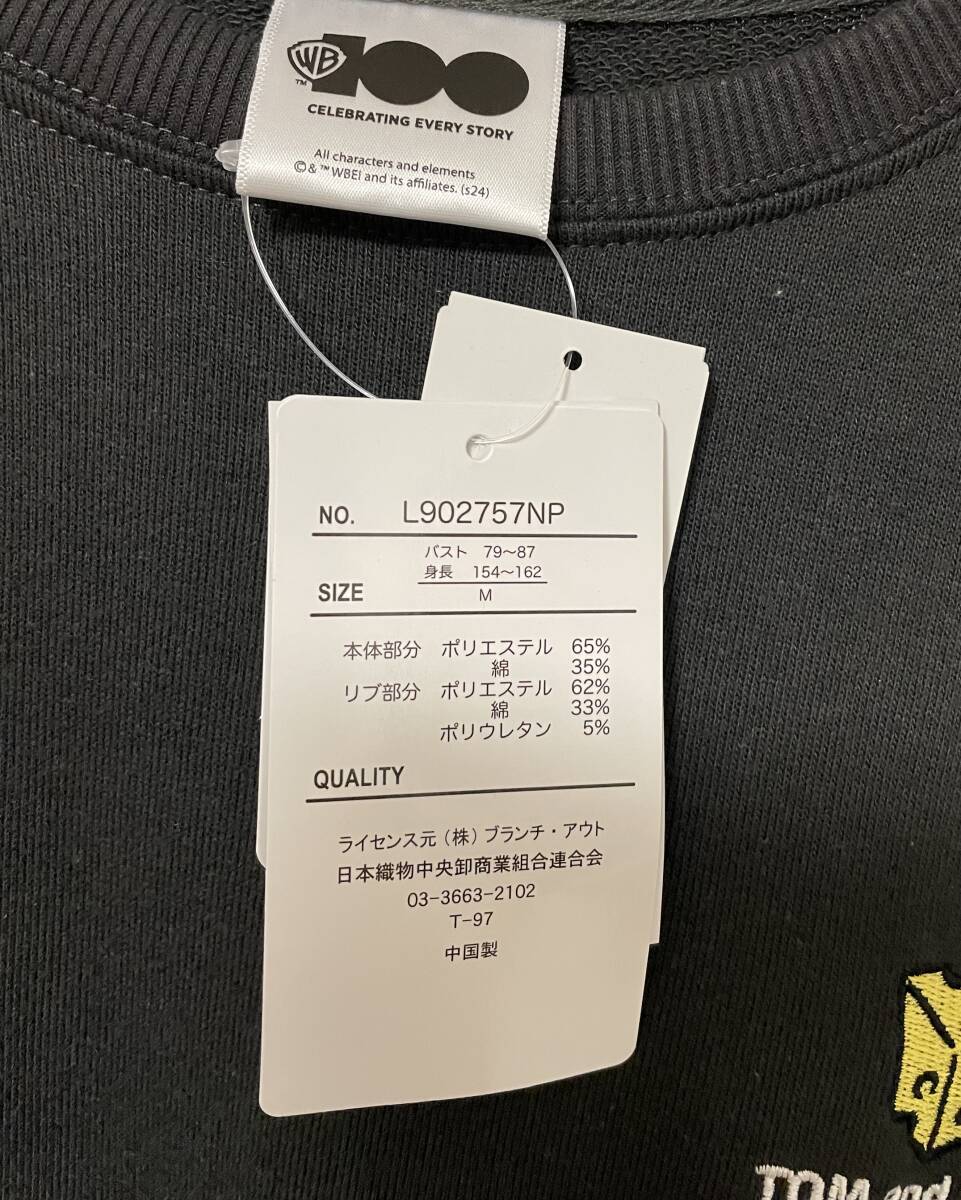 WB 100
TM
CELEBRATING EVERY STORY
All characters and elements
©&™ WBEI and its affiliates. (s24)
NO. L902757NP
バスト 79〜87
身長 154〜162
SIZE M
本体部分 ポリエステル 65%
綿 35%
リブ部分 ポリエステル 62%
綿 33%
ポリウレタン 5%
QUALITY
ライセンス元(株)ブランチ・アウト
日本織物中央卸商業組合連合会
03-3663-2102
T-97
中国製
TOM and